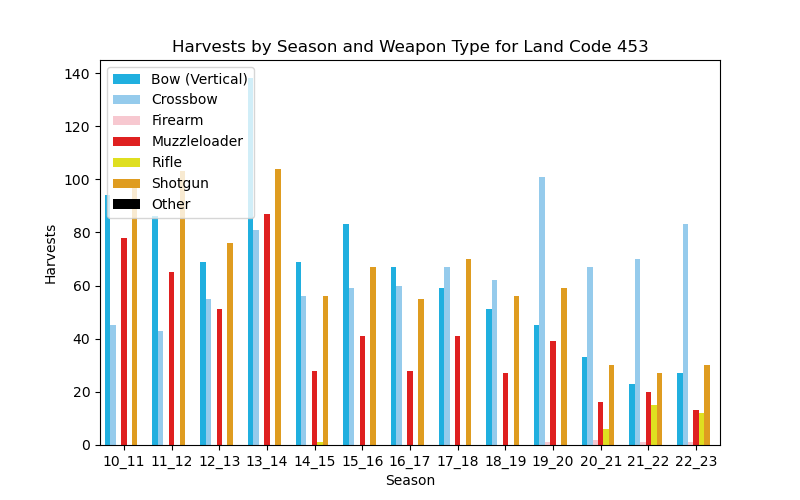 Harvests by Season and Weapon Type for Land Code 453
140
120
100
80
60
40
20
0
Harvests
Bow (Vertical)
Crossbow
Firearm
Muzzleloader
Rifle
Shotgun
Other
10_11 11_12 12_13 13_14 14_15 15_16 16_17 17_18 18_19 19_20 20_21 21_22 22_23
Season